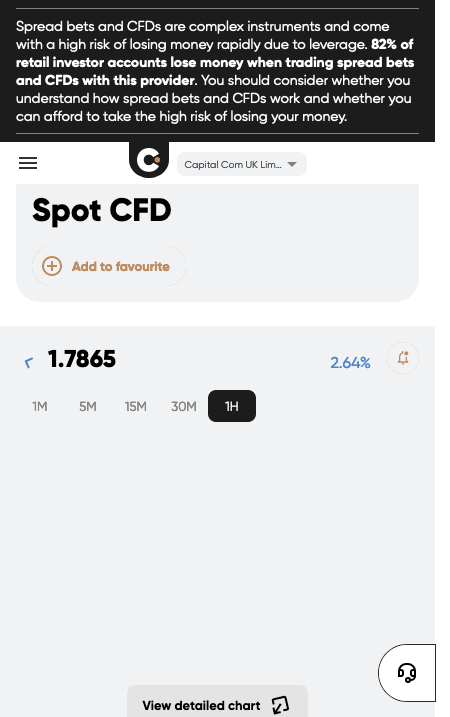 Spread bets and CFDs are complex instruments and come
with a high risk of losing money rapidly due to leverage. 82% of
retail investor accounts lose money when trading spread bets
and CFDs with this provider. You should consider whether you
understand how spread bets and CFDs work and whether you
can afford to take the high risk of losing your money.
Capital Com UK Lim...
Spot CFD
Add to favourite
1.7865
2.64%
1M 5M 15M 30M 1H
View detailed chart